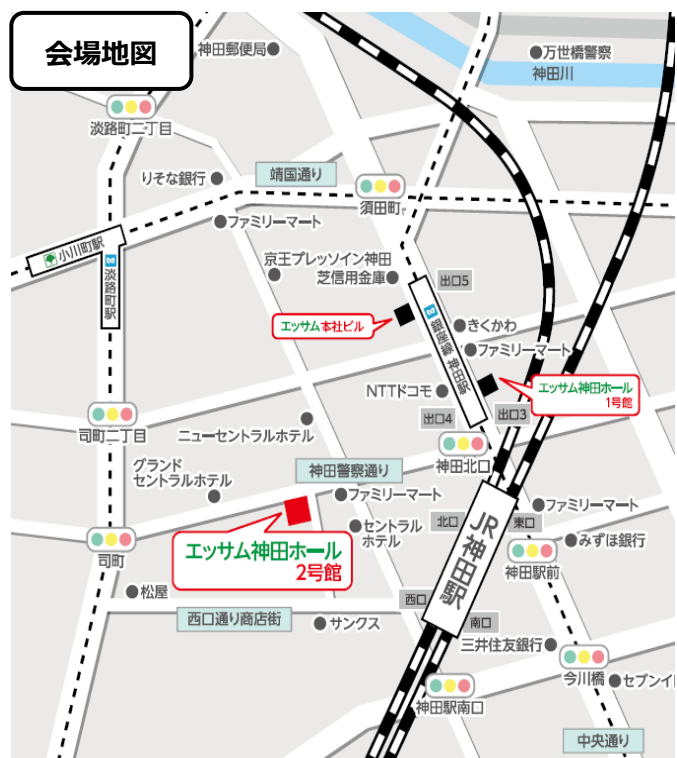 会場地図
神田郵便局
万世橋警察
神田川
淡路町二丁目
りそな銀行
靖国通り
須田町
ファミリーマート
小川町駅
淡路町駅
京王プレッソイン神田
芝信用金庫
出口5
エッサム本社ビル
銀座線 神田駅
きくかわ
ファミリーマート
NTTドコモ
エッサム神田ホール
1号館
出口4
出口3
司町二丁目
ニューセントラルホテル
神田北口
グランド
セントラルホテル
神田警察通り
ファミリーマート
ファミリーマート
セントラル
ホテル
北口
JR神田駅
東口
みずほ銀行
司町
エッサム神田ホール
2号館
神田駅前
松屋
西口
西口通り商店街
サンクス
南口
三井住友銀行
今川橋
セブンイ
神田駅南口
中央通り